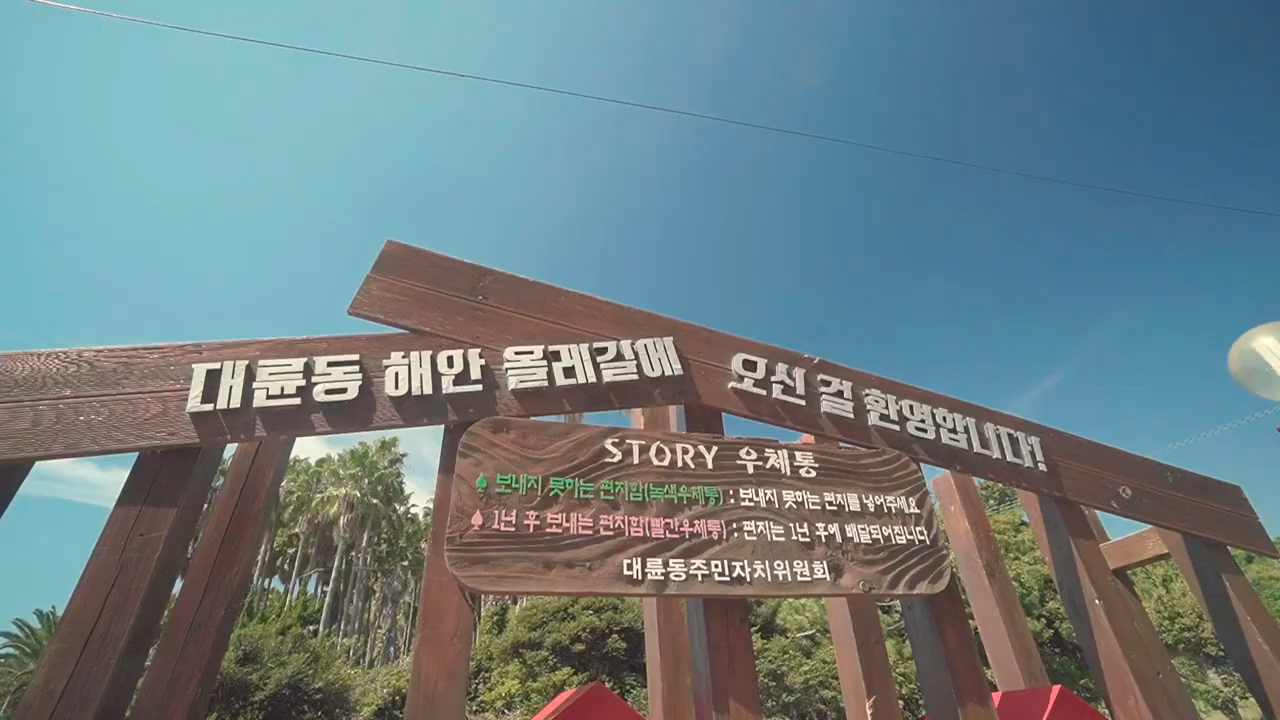 대륜동 해안 올레길에 오신 걸 환영합니다!
STORY 우체통
♠ 보내지 못하는 편지함(녹색우체통) : 보내지 못하는 편지를 넣어주세요
♠ 1년 후 보내는 편지함(빨간우체통) : 편지는 1년 후에 배달되어집니다
대륜동주민자치위원회